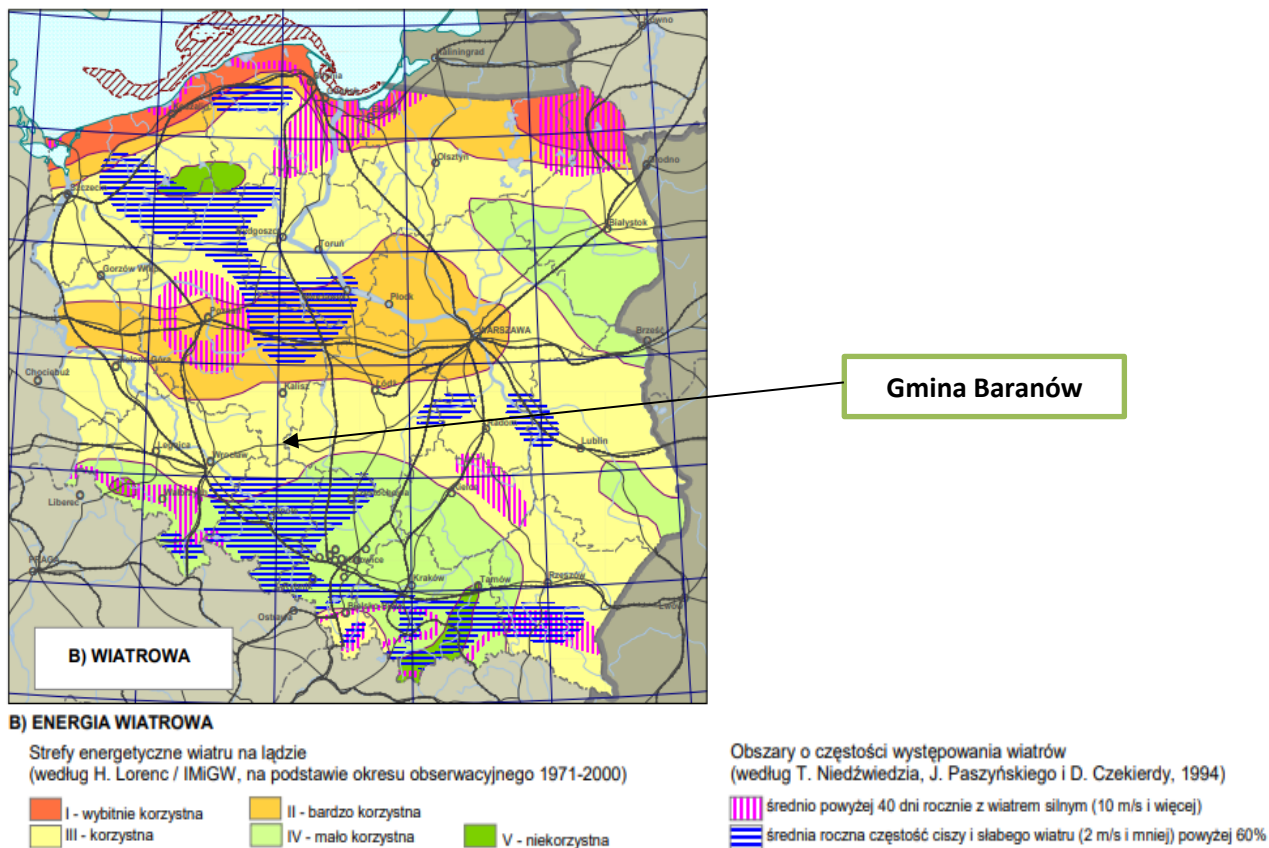 Kaliningrad
Olsztyn
Białystok
Toruń
Płock
Gorzów Wlkp.
WARSZAWA
Brześć
Chociebuż
Kalisz
Łódź
Radom
Lublin
Legnica
Wrocław
Liberec
PRAGA
Kraków
Tarnów
Rzeszów
Ostrawa
Lwów
Gmina Baranów
B) WIATROWA
B) ENERGIA WIATROWA
Strefy energetyczne wiatru na lądzie
(według H. Lorenc / IMiGW, na podstawie okresu obserwacyjnego 1971-2000)
I - wybitnie korzystna
II - bardzo korzystna
III - korzystna
IV - mało korzystna
V - niekorzystna
Obszary o częstości występowania wiatrów
(według T. Niedźwiedzia, J. Paszyńskiego i D. Czekierdy, 1994)
średnio powyżej 40 dni rocznie z wiatrem silnym (10 m/s i więcej)
średnia roczna częstość ciszy i słabego wiatru (2 m/s i mniej) powyżej 60%